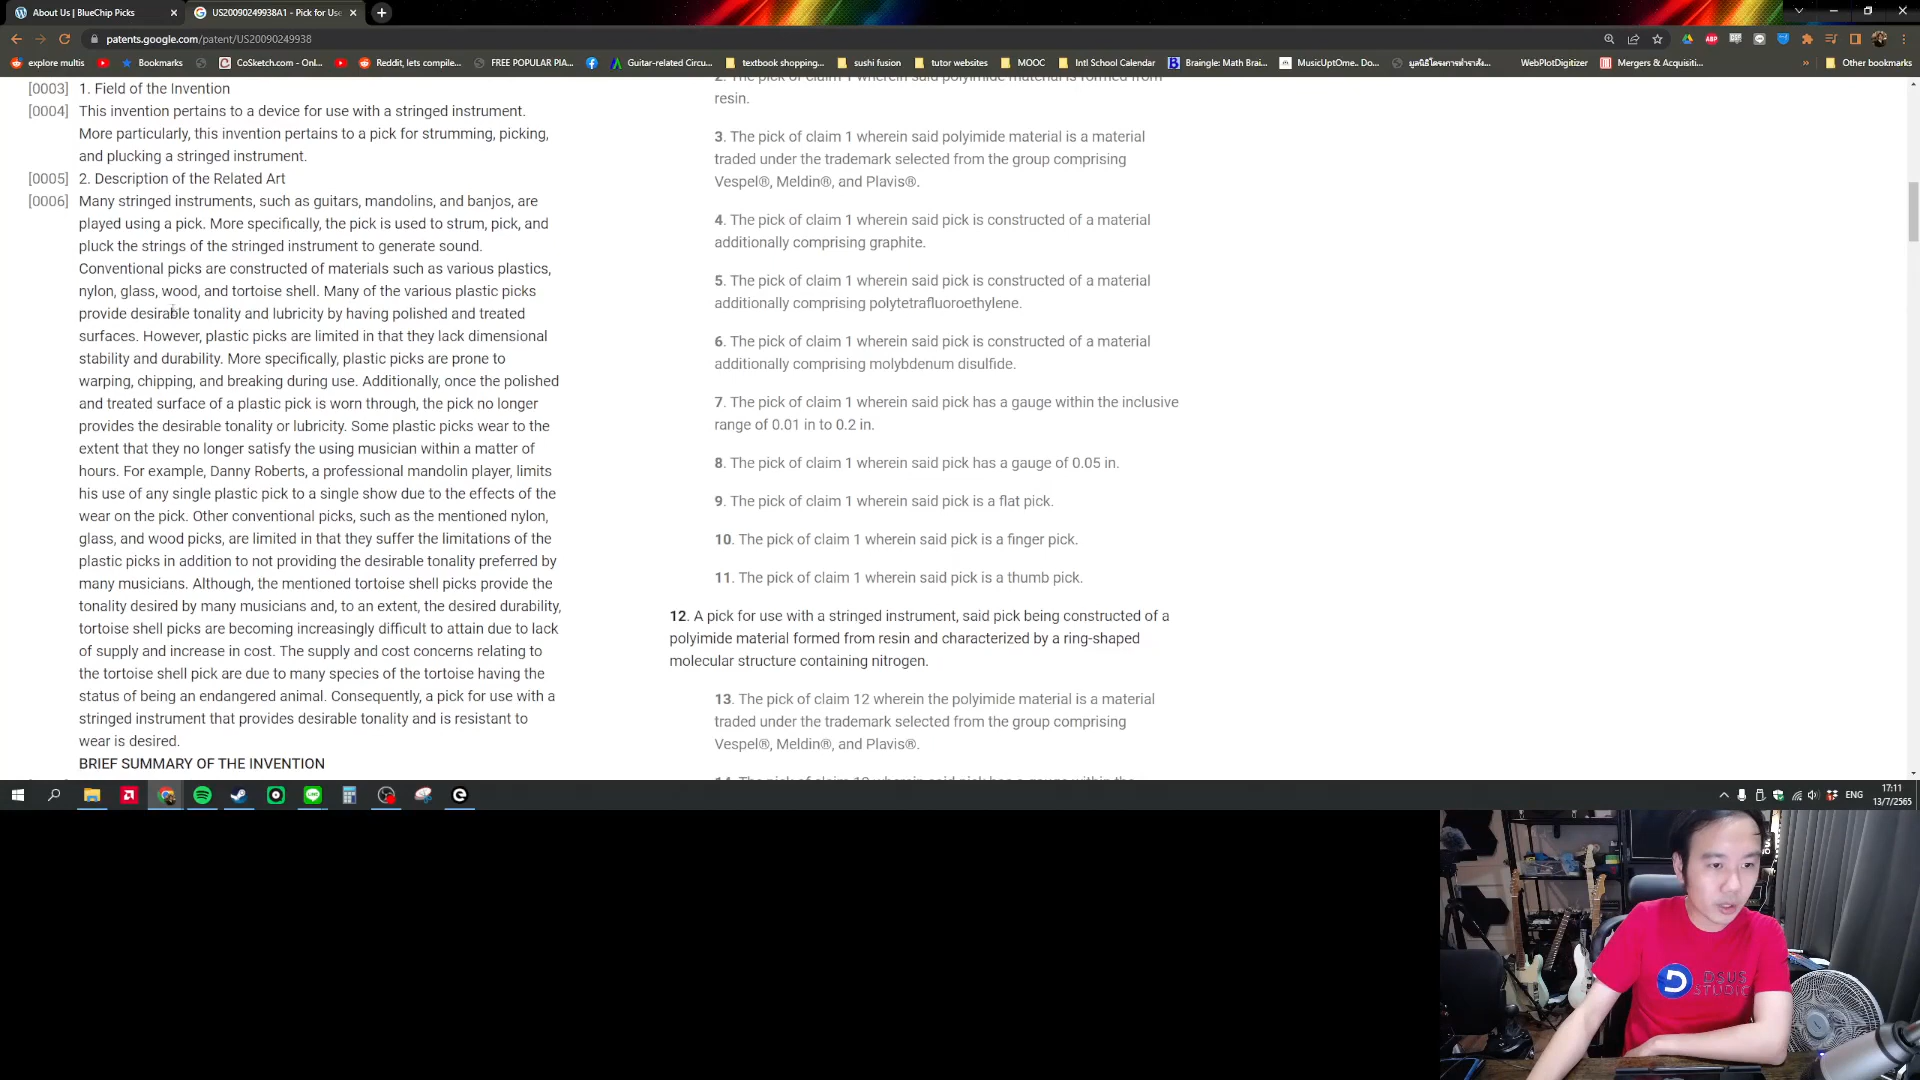 About Us | BlueChip Picks
US20090249938A1 - Pick for Use
patents.google.com/patent/US20090249938
explore multis
Bookmarks
CoSketch.com - Onl...
Reddit, lets compile...
FREE POPULAR PIA...
Guitar-related Circu...
textbook shopping...
sushi fusion
tutor websites
MOOC
Intl School Calendar
Braingle: Math Brai...
MusicUptOme.. Do...
WebPlotDigitizer
Mergers & Acquisiti...
Other bookmarks
[0003] 1. Field of the Invention
[0004] This invention pertains to a device for use with a stringed instrument.
More particularly, this invention pertains to a pick for strumming, picking,
and plucking a stringed instrument.
[0005] 2. Description of the Related Art
[0006] Many stringed instruments, such as guitars, mandolins, and banjos, are
played using a pick. More specifically, the pick is used to strum, pick, and
pluck the strings of the stringed instrument to generate sound.
Conventional picks are constructed of materials such as various plastics,
nylon, glass, wood, and tortoise shell. Many of the various plastic picks
provide desirable tonality and lubricity by having polished and treated
surfaces. However, plastic picks are limited in that they lack dimensional
stability and durability. More specifically, plastic picks are prone to
warping, chipping, and breaking during use. Additionally, once the polished
and treated surface of a plastic pick is worn through, the pick no longer
provides the desirable tonality or lubricity. Some plastic picks wear to the
extent that they no longer satisfy the using musician within a matter of
hours. For example, Danny Roberts, a professional mandolin player, limits
his use of any single plastic pick to a single show due to the effects of the
wear on the pick. Other conventional picks, such as the mentioned nylon,
glass, and wood picks, are limited in that they suffer the limitations of the
plastic picks in addition to not providing the desirable tonality preferred by
many musicians. Although, the mentioned tortoise shell picks provide the
tonality desired by many musicians and, to an extent, the desired durability,
tortoise shell picks are becoming increasingly difficult to attain due to lack
of supply and increase in cost. The supply and cost concerns relating to
the tortoise shell pick are due to many species of the tortoise having the
status of being an endangered animal. Consequently, a pick for use with a
stringed instrument that provides desirable tonality and is resistant to
wear is desired.
BRIEF SUMMARY OF THE INVENTION
2. The pick of claim 1 wherein said polyimide material is formed from
resin.
3. The pick of claim 1 wherein said polyimide material is a material
traded under the trademark selected from the group comprising
Vespel®, Meldin®, and Plavis®.
4. The pick of claim 1 wherein said pick is constructed of a material
additionally comprising graphite.
5. The pick of claim 1 wherein said pick is constructed of a material
additionally comprising polytetrafluoroethylene.
6. The pick of claim 1 wherein said pick is constructed of a material
additionally comprising molybdenum disulfide.
7. The pick of claim 1 wherein said pick has a gauge within the inclusive
range of 0.01 in to 0.2 in.
8. The pick of claim 1 wherein said pick has a gauge of 0.05 in.
9. The pick of claim 1 wherein said pick is a flat pick.
10. The pick of claim 1 wherein said pick is a finger pick.
11. The pick of claim 1 wherein said pick is a thumb pick.
12. A pick for use with a stringed instrument, said pick being constructed of a
polyimide material formed from resin and characterized by a ring-shaped
molecular structure containing nitrogen.
13. The pick of claim 12 wherein the polyimide material is a material
traded under the trademark selected from the group comprising
Vespel®, Meldin®, and Plavis®.
ENG
17:11
13/7/2565
DSUS
STUDIO